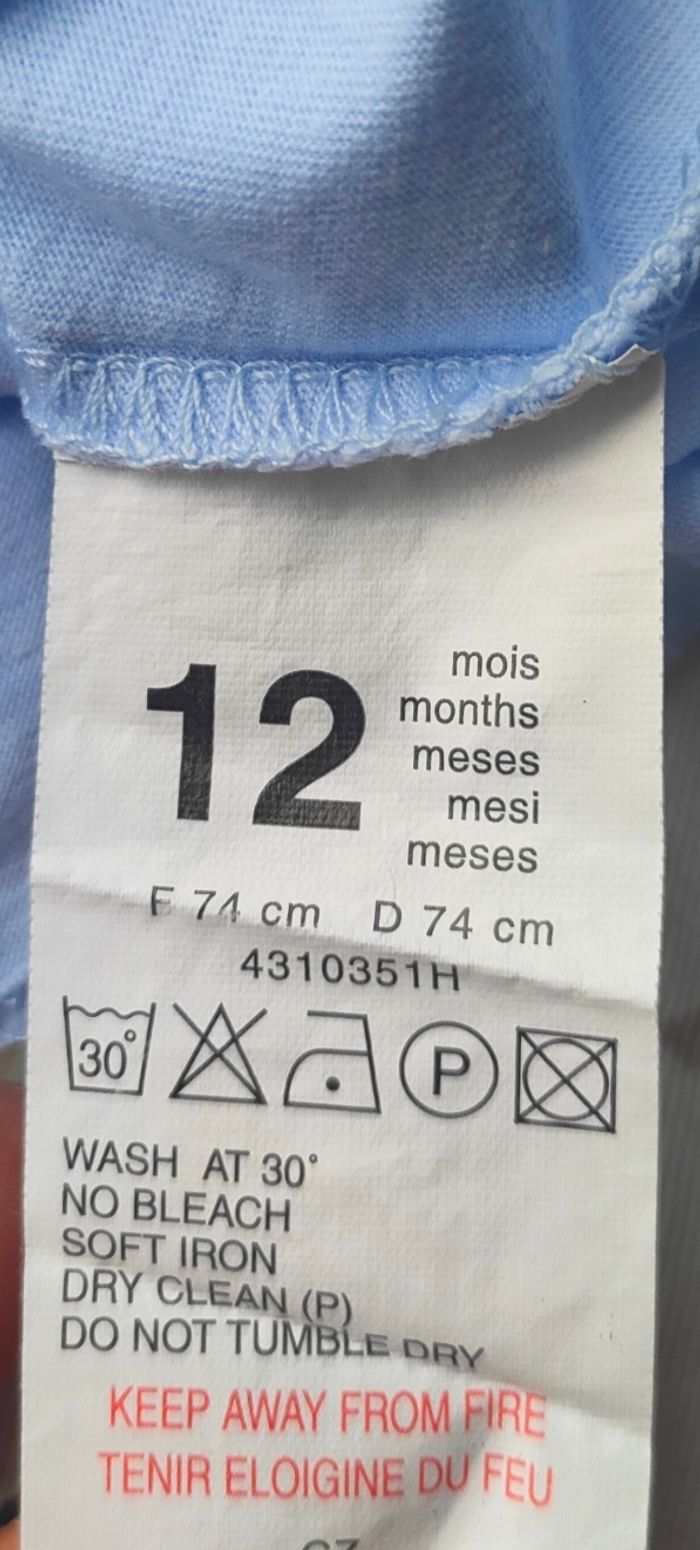 12
mois
months
meses
mesi
meses
F 74 cm D 74 cm
4310351H
30°
P
WASH AT 30°
NO BLEACH
SOFT IRON
DRY CLEAN (P)
DO NOT TUMBLE DRY
KEEP AWAY FROM FIRE
TENIR ELOIGINE DU FEU